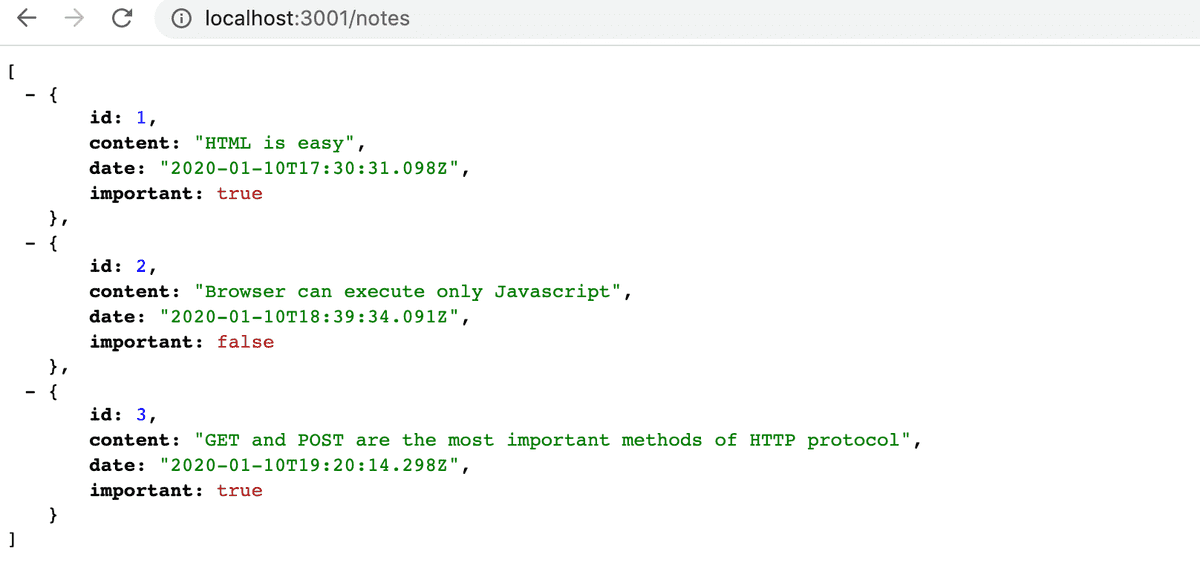 localhost:3001/notes
[
- {
id: 1,
content: "HTML is easy",
date: "2020-01-10T17:30:31.098Z",
important: true
},
- {
id: 2,
content: "Browser can execute only Javascript",
date: "2020-01-10T18:39:34.091Z",
important: false
},
- {
id: 3,
content: "GET and POST are the most important methods of HTTP protocol",
date: "2020-01-10T19:20:14.298Z",
important: true
}
]